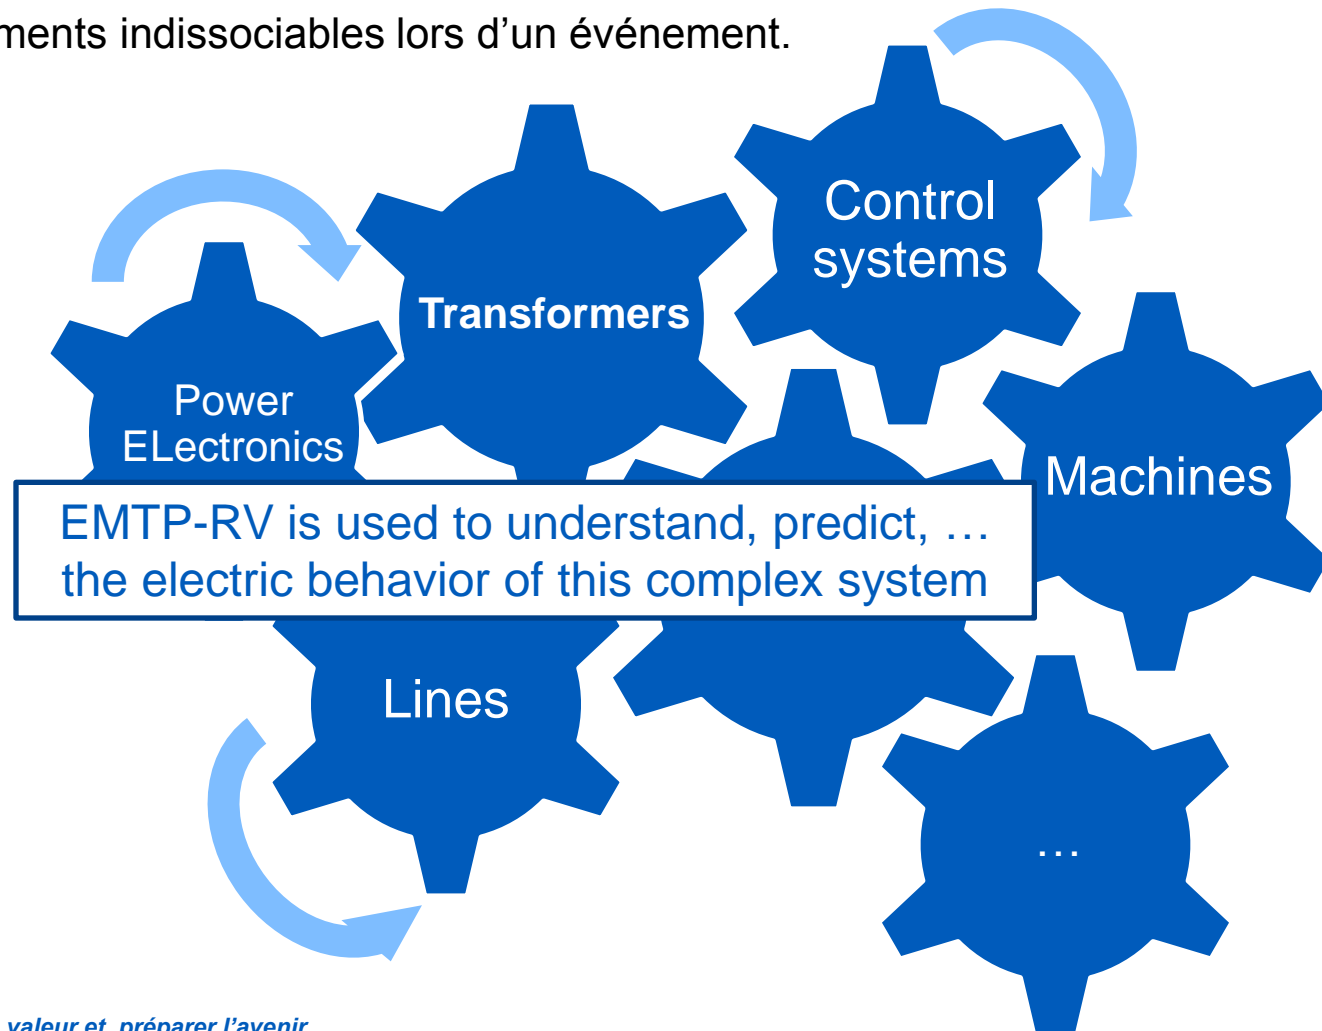 ments indissociables lors d’un événement.
Control
systems
Transformers
Power
ELectronics
Machines
EMTP-RV is used to understand, predict, …
the electric behavior of this complex system
Lines
…
valeur et préparer l’avenir